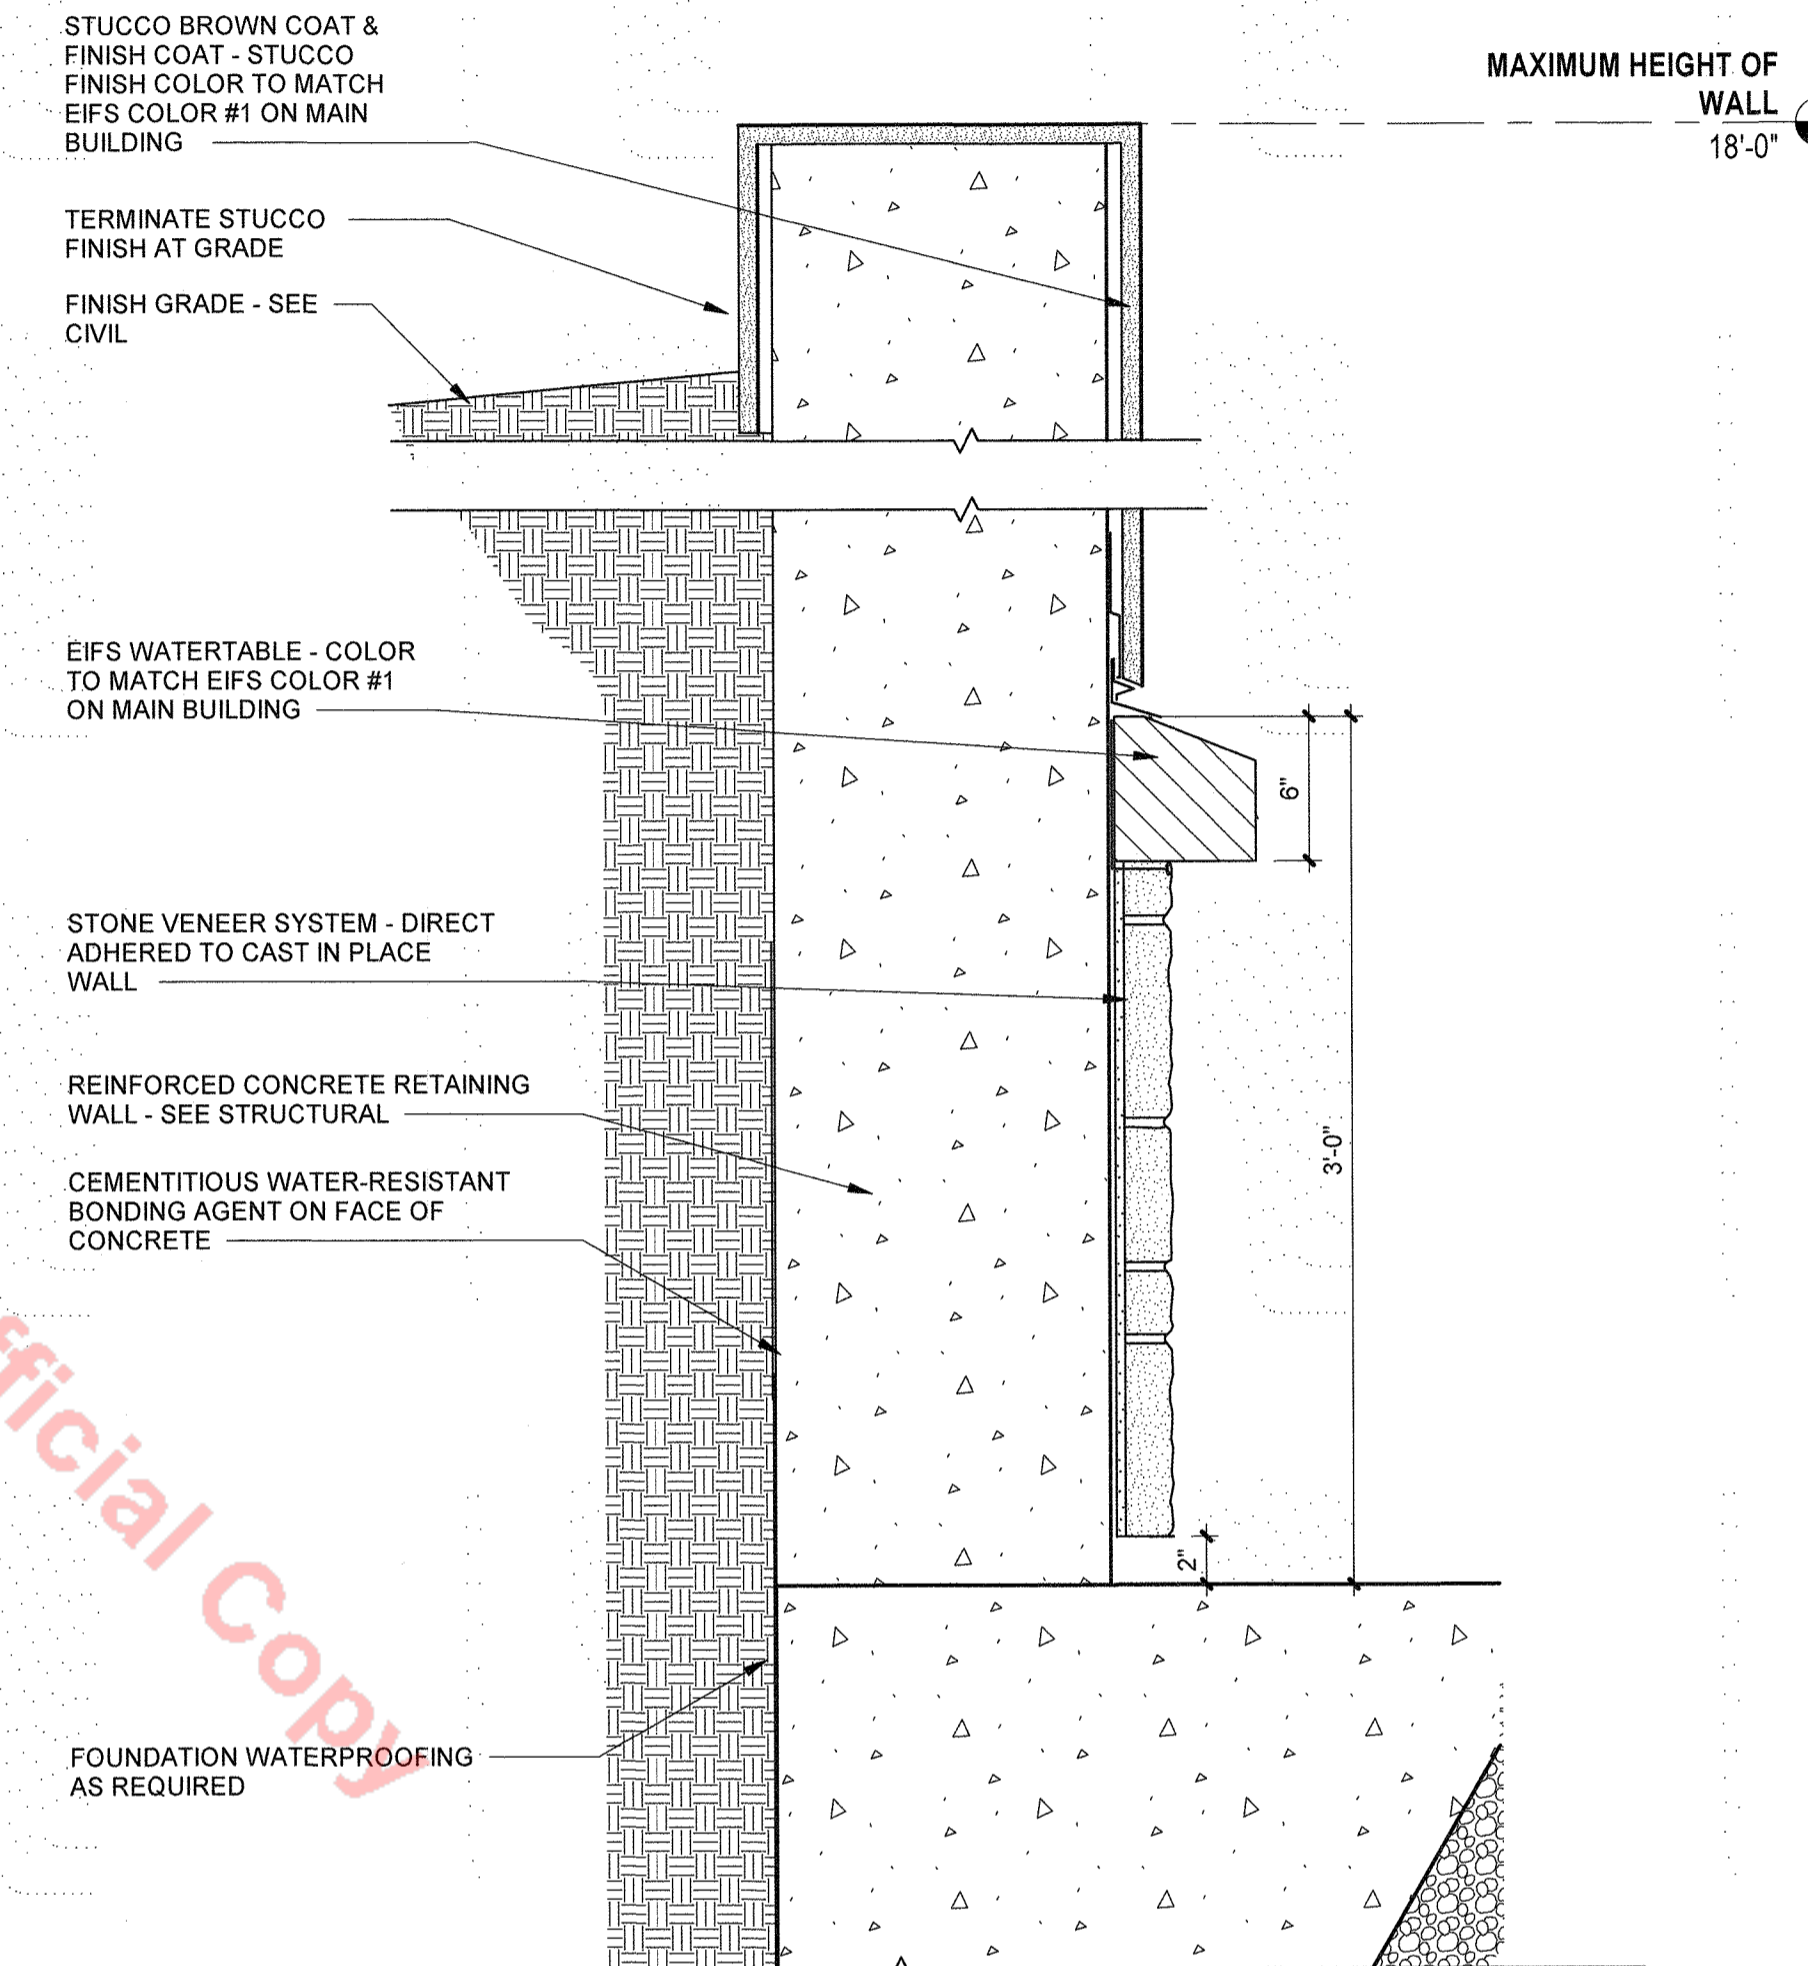 STUCCO BROWN COAT &
FINISH COAT - STUCCO
FINISH COLOR TO MATCH
EIFS COLOR #1 ON MAIN
BUILDING
MAXIMUM HEIGHT OF
WALL
18'-0"
TERMINATE STUCCO
FINISH AT GRADE
FINISH GRADE - SEE
CIVIL
EIFS WATERTABLE - COLOR
TO MATCH EIFS COLOR #1
ON MAIN BUILDING
6"
STONE VENEER SYSTEM - DIRECT
ADHERED TO CAST IN PLACE
WALL
REINFORCED CONCRETE RETAINING
WALL - SEE STRUCTURAL
3'-0"
CEMENTITIOUS WATER-RESISTANT
BONDING AGENT ON FACE OF
CONCRETE
2"
FOUNDATION WATERPROOFING
AS REQUIRED
fficial Copy